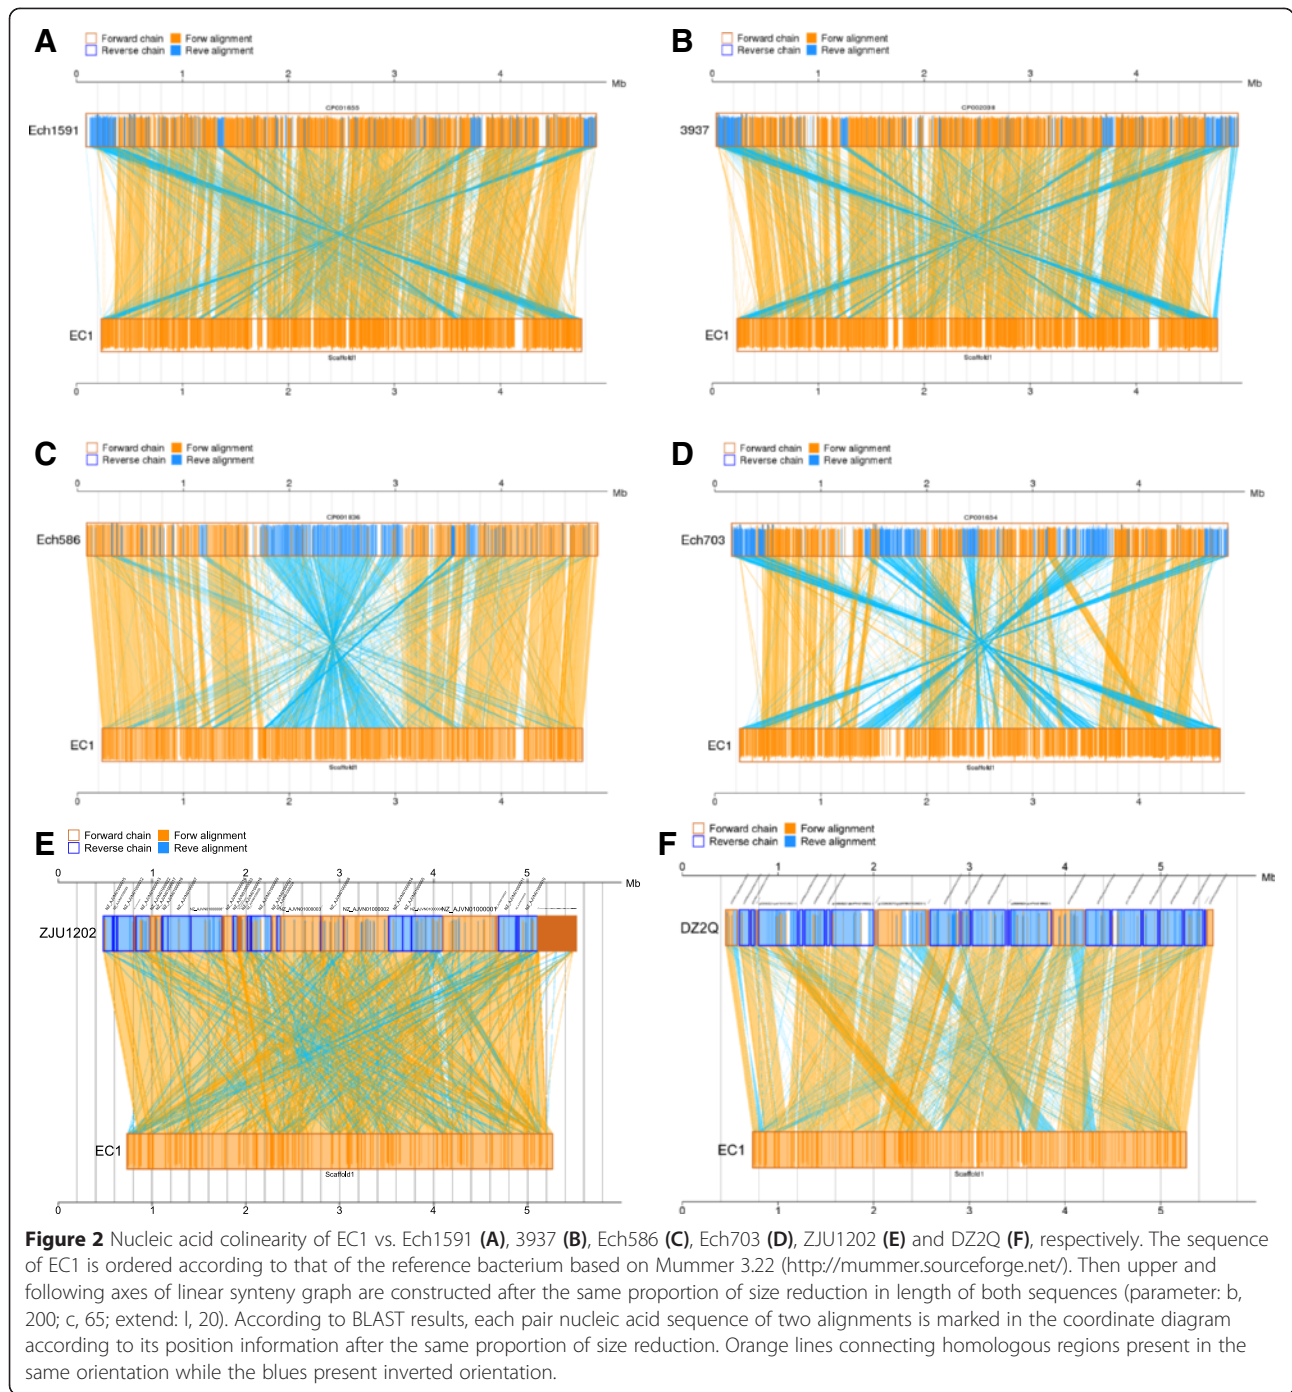 A
Forward chain Forw alignment
Reverse chain Reve alignment
0 1 2 3 4
Mb
CP001655
Ech1591
EC1
Scaffold1
0 1 2 3 4
B
Forward chain Forw alignment
Reverse chain Reve alignment
0 1 2 3 4
Mb
CP002038
3937
EC1
Scaffold1
0 1 2 3 4
C
Forward chain Forw alignment
Reverse chain Reve alignment
0 1 2 3 4
Mb
CP001836
Ech586
EC1
Scaffold1
0 1 2 3 4
D
Forward chain Forw alignment
Reverse chain Reve alignment
0 1 2 3 4
Mb
CP001654
Ech703
EC1
Scaffold1
0 1 2 3 4
E
Forward chain Forw alignment
Reverse chain Reve alignment
0 1 2 3 4 5
Mb
NZ_AJVN01000002
NZ_AJVN01000001
ZJU1202
EC1
Scaffold1
0 1 2 3 4 5
F
Forward chain Forw alignment
Reverse chain Reve alignment
0 1 2 3 4 5
Mb
DZ2Q
EC1
Scaffold1
0 1 2 3 4 5
Figure 2 Nucleic acid colinearity of EC1 vs. Ech1591 (A), 3937 (B), Ech586 (C), Ech703 (D), ZJU1202 (E) and DZ2Q (F), respectively. The sequence
of EC1 is ordered according to that of the reference bacterium based on Mummer 3.22 (http://mummer.sourceforge.net/). Then upper and
following axes of linear synteny graph are constructed after the same proportion of size reduction in length of both sequences (parameter: b,
200; c, 65; extend: l, 20). According to BLAST results, each pair nucleic acid sequence of two alignments is marked in the coordinate diagram
according to its position information after the same proportion of size reduction. Orange lines connecting homologous regions present in the
same orientation while the blues present inverted orientation.